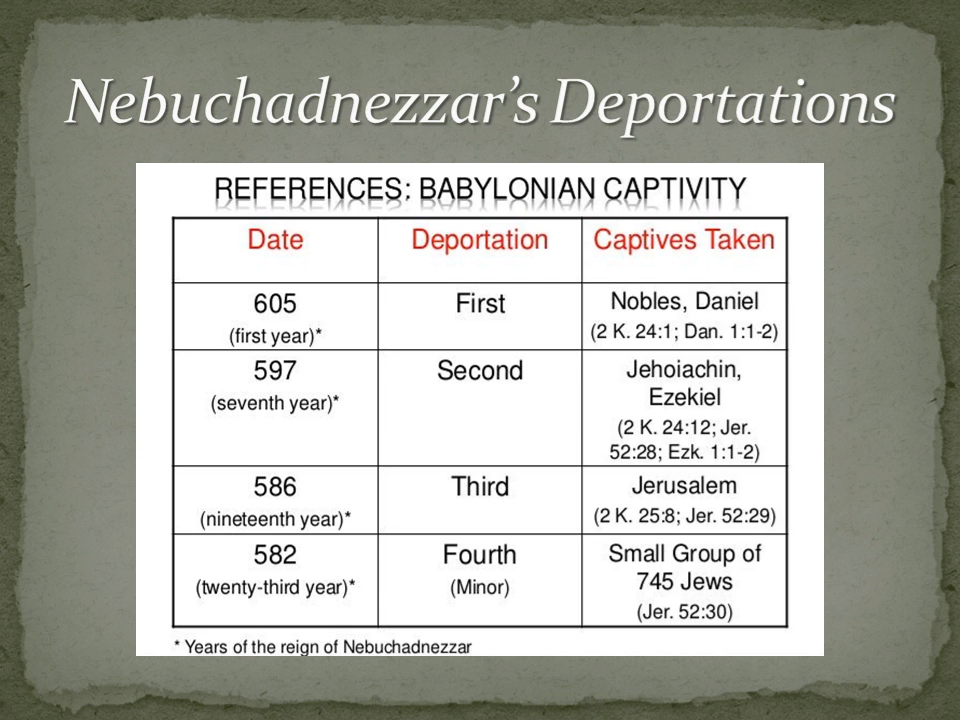 Nebuchadnezzar’s Deportations
REFERENCES: BABYLONIAN CAPTIVITY
Date Deportation Captives Taken
605 First Nobles, Daniel
(first year)* (2 K. 24:1; Dan. 1:1-2)
597 Second Jehoiachin,
Ezekiel
(seventh year)*
(2 K. 24:12; Jer.
52:28; Ezk. 1:1-2)
586 Third Jerusalem
(nineteenth year)* (2 K. 25:8; Jer. 52:29)
582 Fourth Small Group of
(twenty-third year)* (Minor) 745 Jews
(Jer. 52:30)
* Years of the reign of Nebuchadnezzar